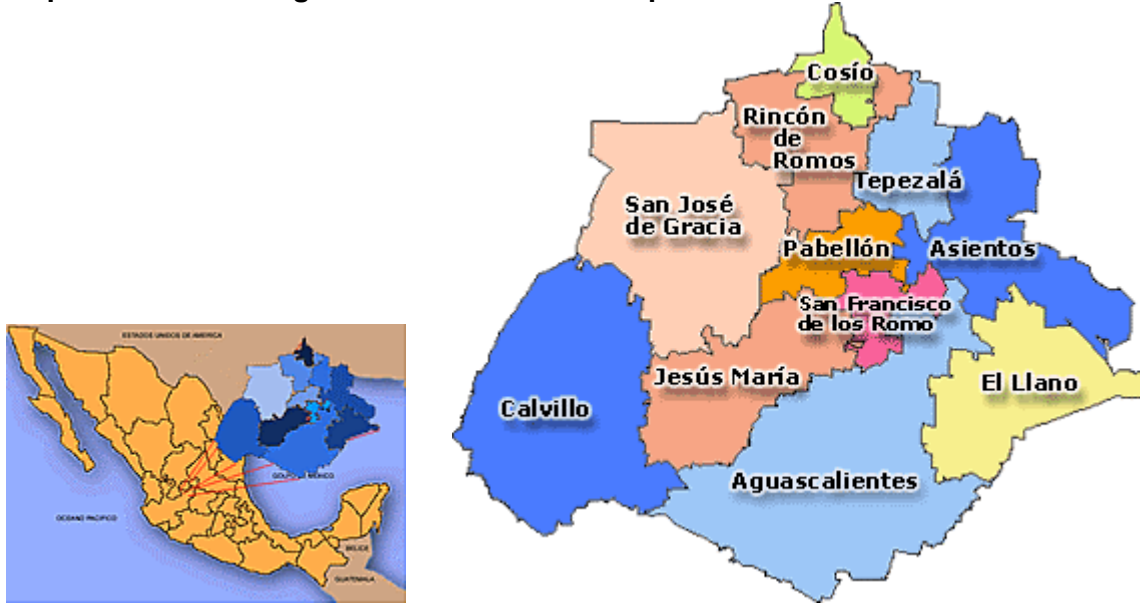 Cosío
Rincón
de
Romos
Tepezalá
San José
de Gracia
Pabellón
Asientos
San Francisco
de los Romo
Jesús María
El Llano
Calvillo
Aguascalientes
ESTADOS UNIDOS DE AMERICA
OCEANO PACIFICO
BELICE
GUATEMALA